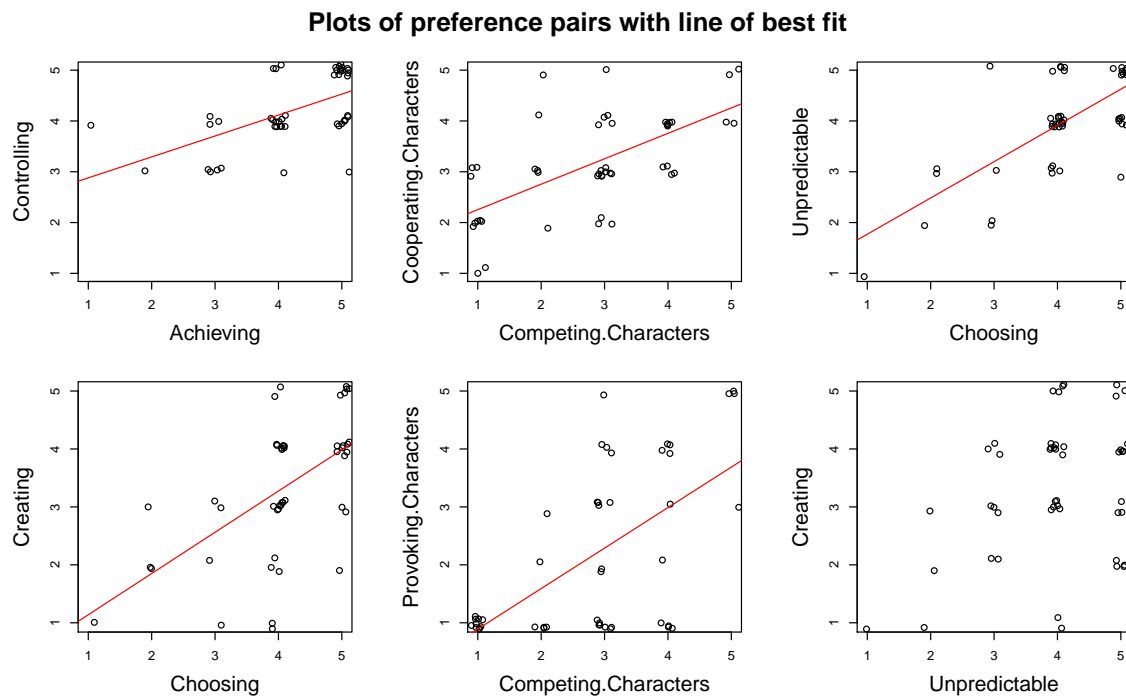 Plots of preference pairs with line of best fit
Controlling
5
4
3
2
1
1 2 3 4 5
Achieving
Cooperating.Characters
5
4
3
2
1
1 2 3 4 5
Competing.Characters
Unpredictable
5
4
3
2
1
1 2 3 4 5
Choosing
Creating
5
4
3
2
1
1 2 3 4 5
Choosing
Provoking.Characters
5
4
3
2
1
1 2 3 4 5
Competing.Characters
Creating
5
4
3
2
1
1 2 3 4 5
Unpredictable